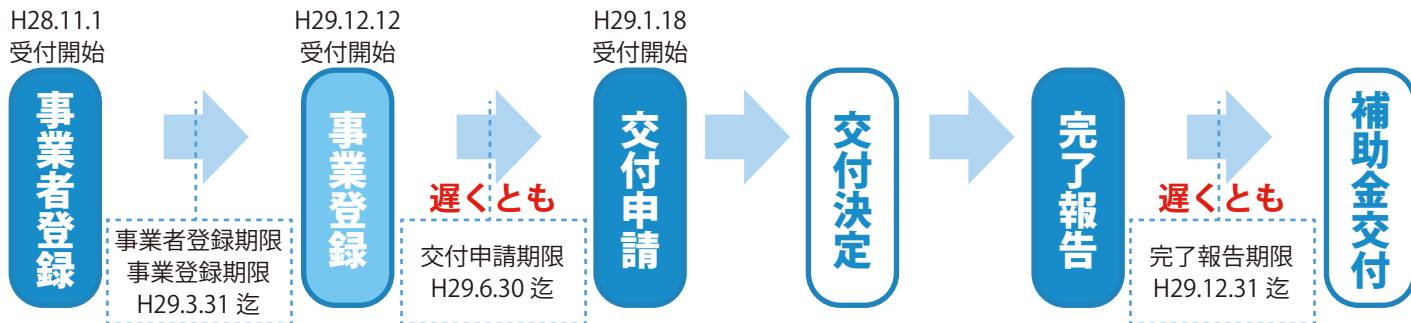 H28.11.1
受付開始
事業者登録
事業者登録期限
事業登録期限
H29.3.31 迄
H29.12.12
受付開始
事業登録
遅くとも
交付申請期限
H29.6.30 迄
H29.1.18
受付開始
交付申請
交付決定
完了報告
遅くとも
完了報告期限
H29.12.31 迄
補助金交付